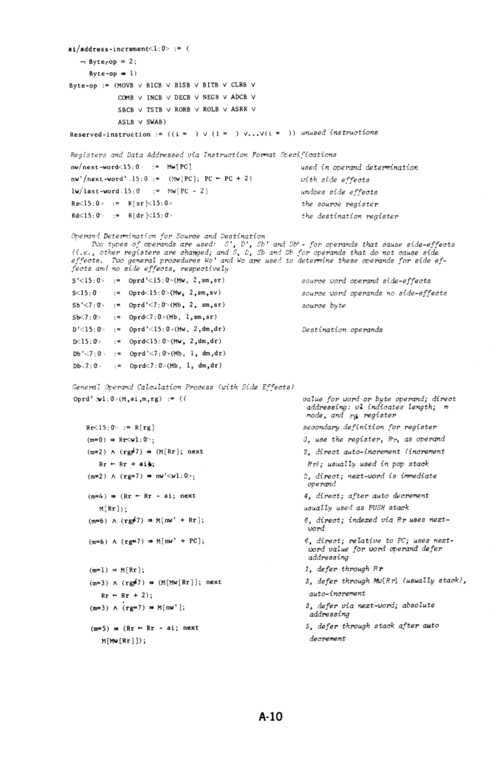 ai/address-increment<1:0> := (
¬ Byte-op ⇒ 2;
Byte-op ⇒ 1)
Byte-op := (MOVB ∨ BICB ∨ BISB ∨ BITB ∨ CLRB ∨
COMB ∨ INCB ∨ DECB ∨ NEGB ∨ ADCB ∨
SBCB ∨ TSTB ∨ RORB ∨ ROLB ∨ ASRR ∨
ASLB ∨ SWAB)
Reserved-instruction := ((i = ) ∨ (i = ) ∨...∨(i = )) unused instructions
Registers and Data Addressed via Instruction Format Specifications
nw/next-word<15:0> := Mw[PC] used in operand determination
nw'/next-word'<15:0> := (Mw[PC]; PC ← PC + 2) with side effects
lw/last-word<15:0> := Mw[PC - 2] undoes side effects
Rs<15:0> := R[sr]<15:0> the source register
Rd<15:0> := R[dr]<15:0> the destination register
Operand Determination for Source and Destination
Two types of operands are used: S', D', Sb' and Db' - for operands that cause side-effects
(i.e., other registers are changed; and S, D, Sb and Db for operands that do not cause side
effects. Two general procedures Wo' and Wo are used to determine these operands for side ef-
fects and no side effects, respectively
S'<15:0> := Oprd'<15:0>(Mw, 2,sm,sr) source word operand side-effects
S<15:0> := Oprd<15:0>(Mw, 2,sm,sv) source word operands no side-effects
Sb'<7:0> := Oprd'<7:0>(Mb, 2, sm,sr) source byte
Sb<7:0> := Oprd<7:0>(Mb, 1,sm,sr)
D'<15:0> := Oprd'<15:0>(Mw, 2,dm,dr) Destination operands
D<15:0> := Oprd<15:0>(Mw, 2,dm,dr)
Db'<7:0> := Oprd'<7:0>(Mb, 1, dm,dr)
Db<7:0> := Oprd<7:0>(Mb, 1, dm,dr)
General Operand Calculation Process (with Side Effects)
Oprd'<wl:0>(M,ai,m,rg) := (( value for word or byte operand; direct
addressing: wl indicates length; m
mode, and rg, register
Rr<15:0> := R[rg] secondary definition for register
(m=0) ⇒ Rr<wl:0>; 0, use the register, Rr, as operand
(m=2) ∧ (rg≠7) ⇒ (M[Rr]; next 2, direct auto-increment (increment
Rr ← Rr + ai); Rr); usually used in pop stack
(m=2) ∧ (rg=7) ⇒ nw'<wl:0>; 2, direct; next-word is immediate
operand
(m=4) ⇒ (Rr ← Rr - ai; next 4, direct; after auto decrement
M[Rr]); usually used as PUSH stack
(m=6) ∧ (rg≠7) ⇒ M[nw' + Rr]; 6, direct; indexed via Rr uses next-
word
(m=6) ∧ (rg=7) ⇒ M[nw' + PC]; 6, direct; relative to PC; uses next-
word value for word operand defer
addressing
(m=1) ⇒ M[Rr]; 1, defer through Rr
(m=3) ∧ (rg≠7) ⇒ (M[Mw[Rr]]; next 3, defer through Mw[Rr] (usually stack),
Rr ← Rr + 2); auto-increment
(m=3) ∧ (rg=7) ⇒ M[nw']; 3, defer via next-word; absolute
addressing
(m=5) ⇒ (Rr ← Rr - ai; next 5, defer through stack after auto
M[Mw[Rr]]); decrement
A-10